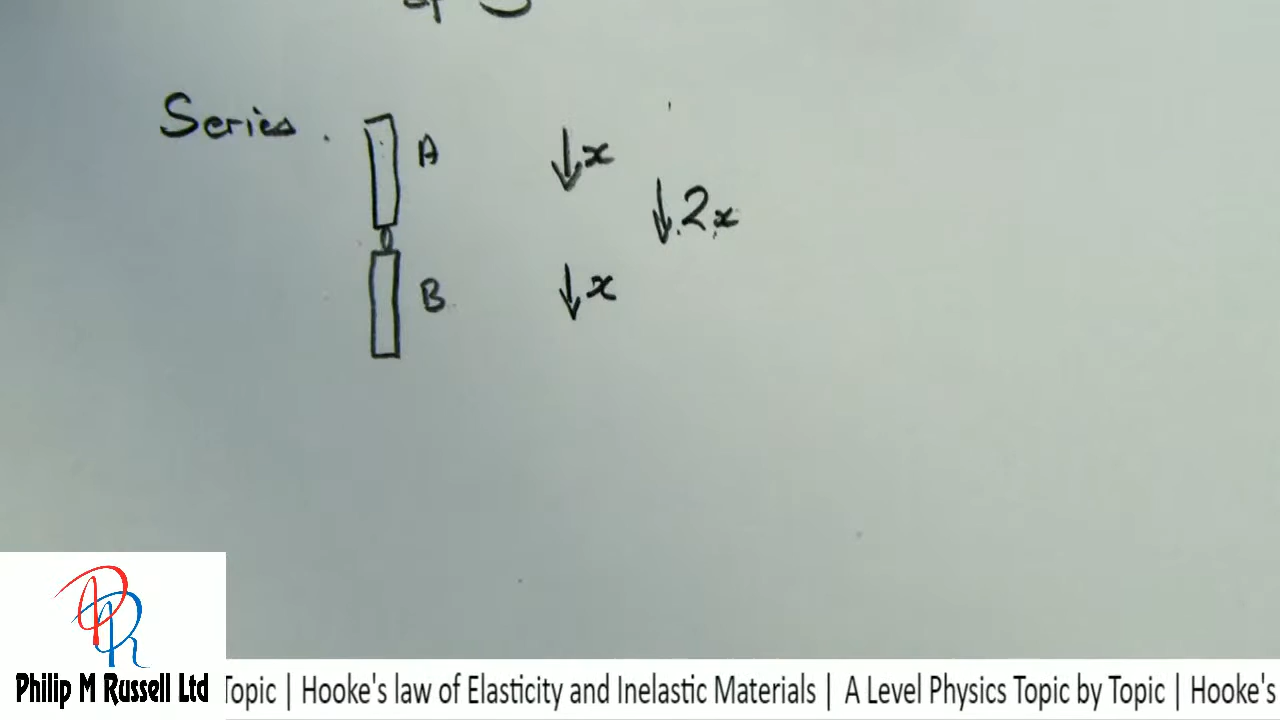 Series.
A
x
2x
B
x
Philip M Russell Ltd
Topic | Hooke's law of Elasticity and Inelastic Materials | A Level Physics Topic by Topic | Hooke's